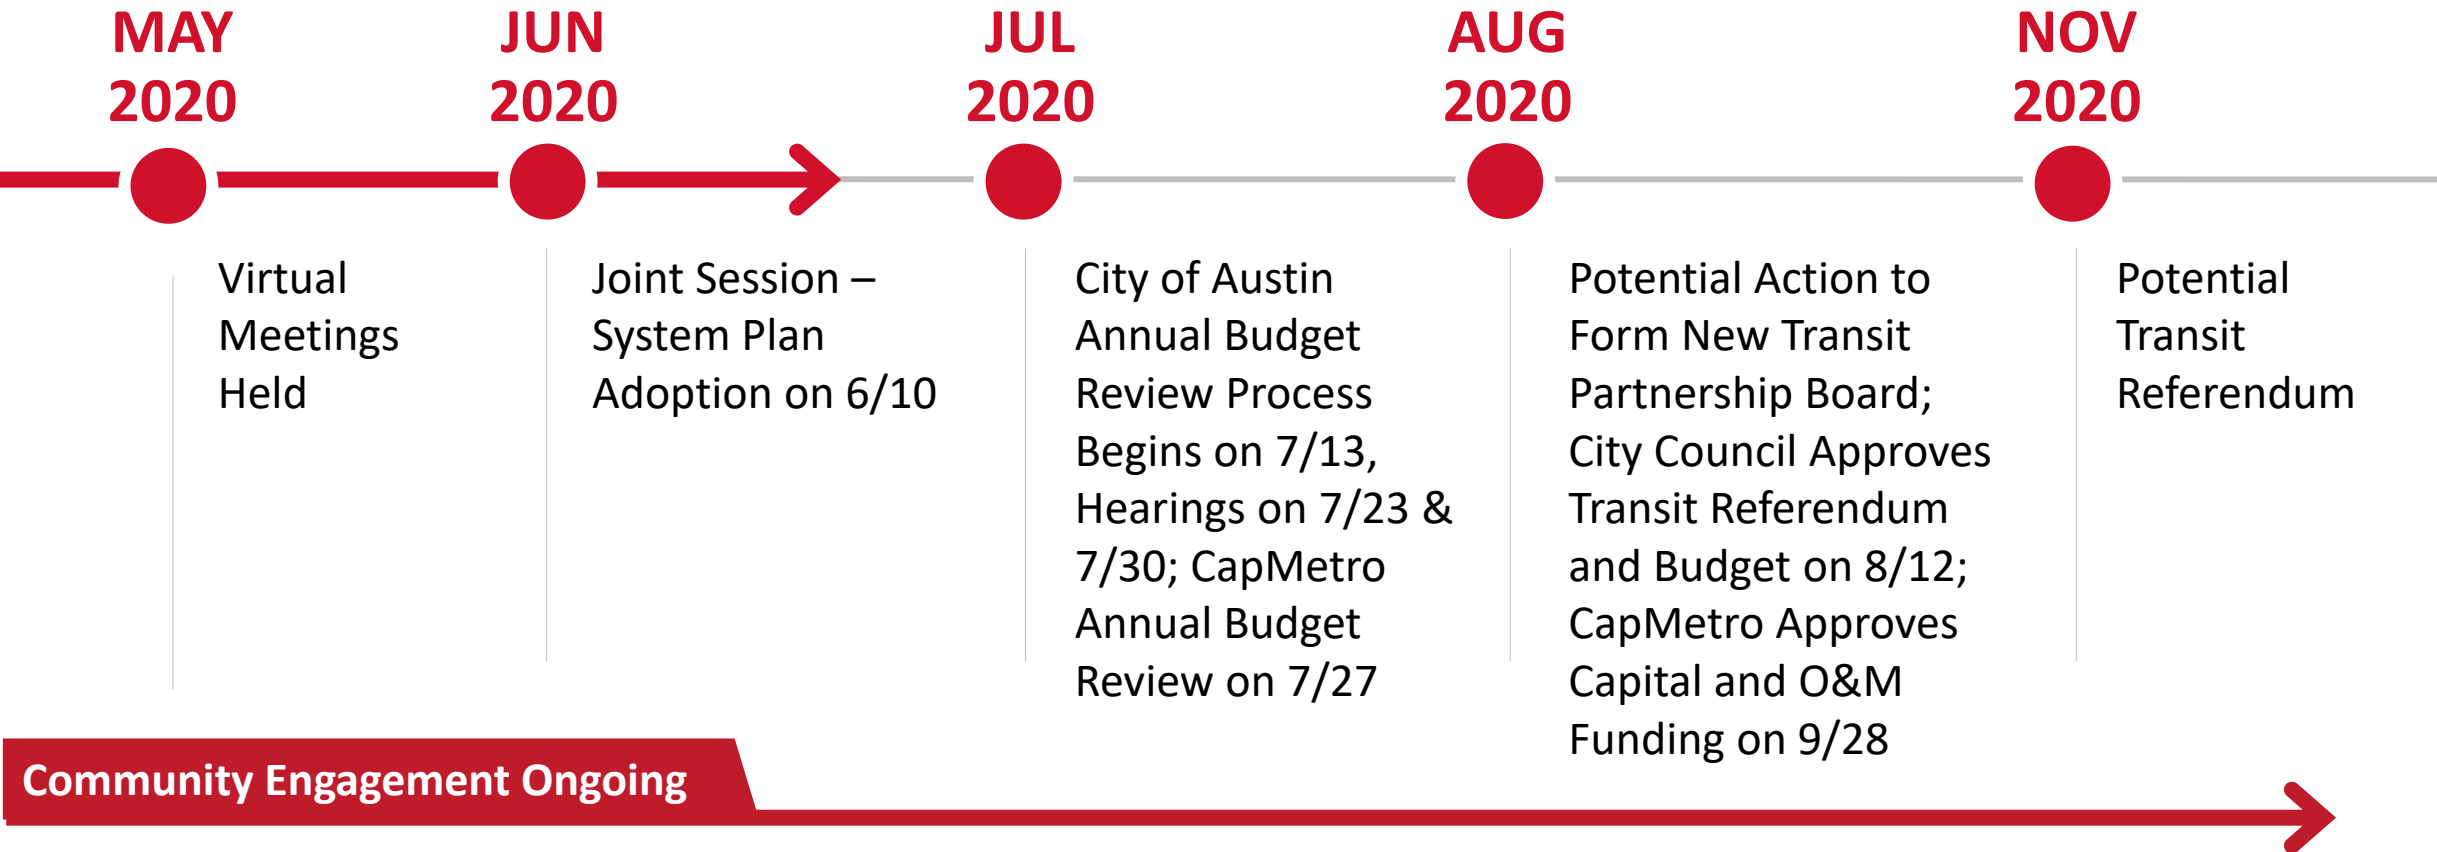 MAY
2020
JUN
2020
JUL
2020
AUG
2020
NOV
2020
Virtual
Meetings
Held
Joint Session –
System Plan
Adoption on 6/10
City of Austin
Annual Budget
Review Process
Begins on 7/13,
Hearings on 7/23 &
7/30; CapMetro
Annual Budget
Review on 7/27
Potential Action to
Form New Transit
Partnership Board;
City Council Approves
Transit Referendum
and Budget on 8/12;
CapMetro Approves
Capital and O&M
Funding on 9/28
Potential
Transit
Referendum
Community Engagement Ongoing